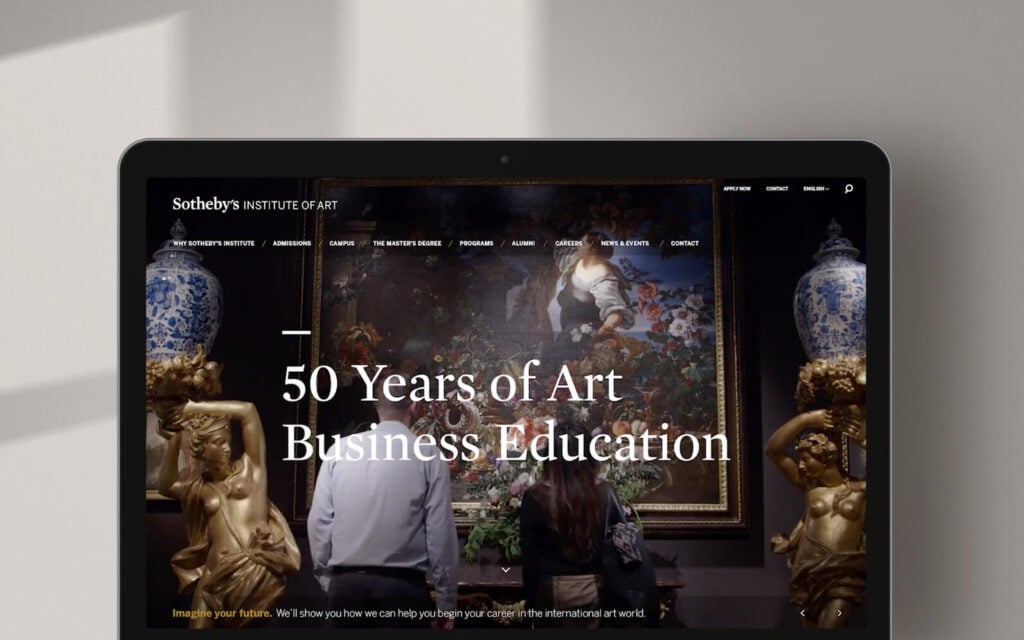 APPLY NOW CONTACT ENGLISH
Sotheby's INSTITUTE OF ART
WHY SOTHEBY'S INSTITUTE / ADMISSIONS / CAMPUS / THE MASTER'S DEGREE / PROGRAMS / ALUMNI / CAREERS / NEWS & EVENTS / CONTACT
50 Years of Art
Business Education
Imagine your future. We'll show you how we can help you begin your career in the international art world.